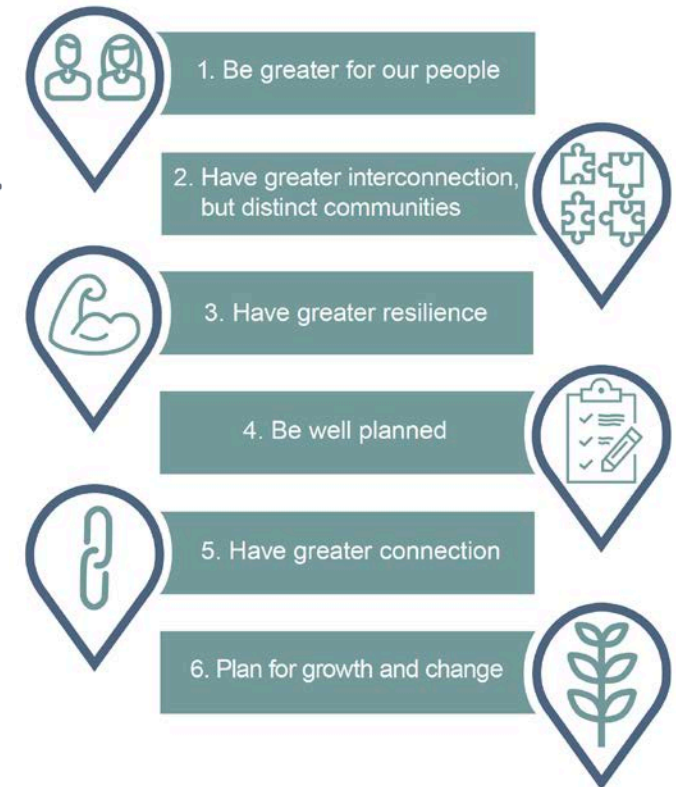 1. Be greater for our people
2. Have greater interconnection,
but distinct communities
3. Have greater resilience
4. Be well planned
5. Have greater connection
6. Plan for growth and change